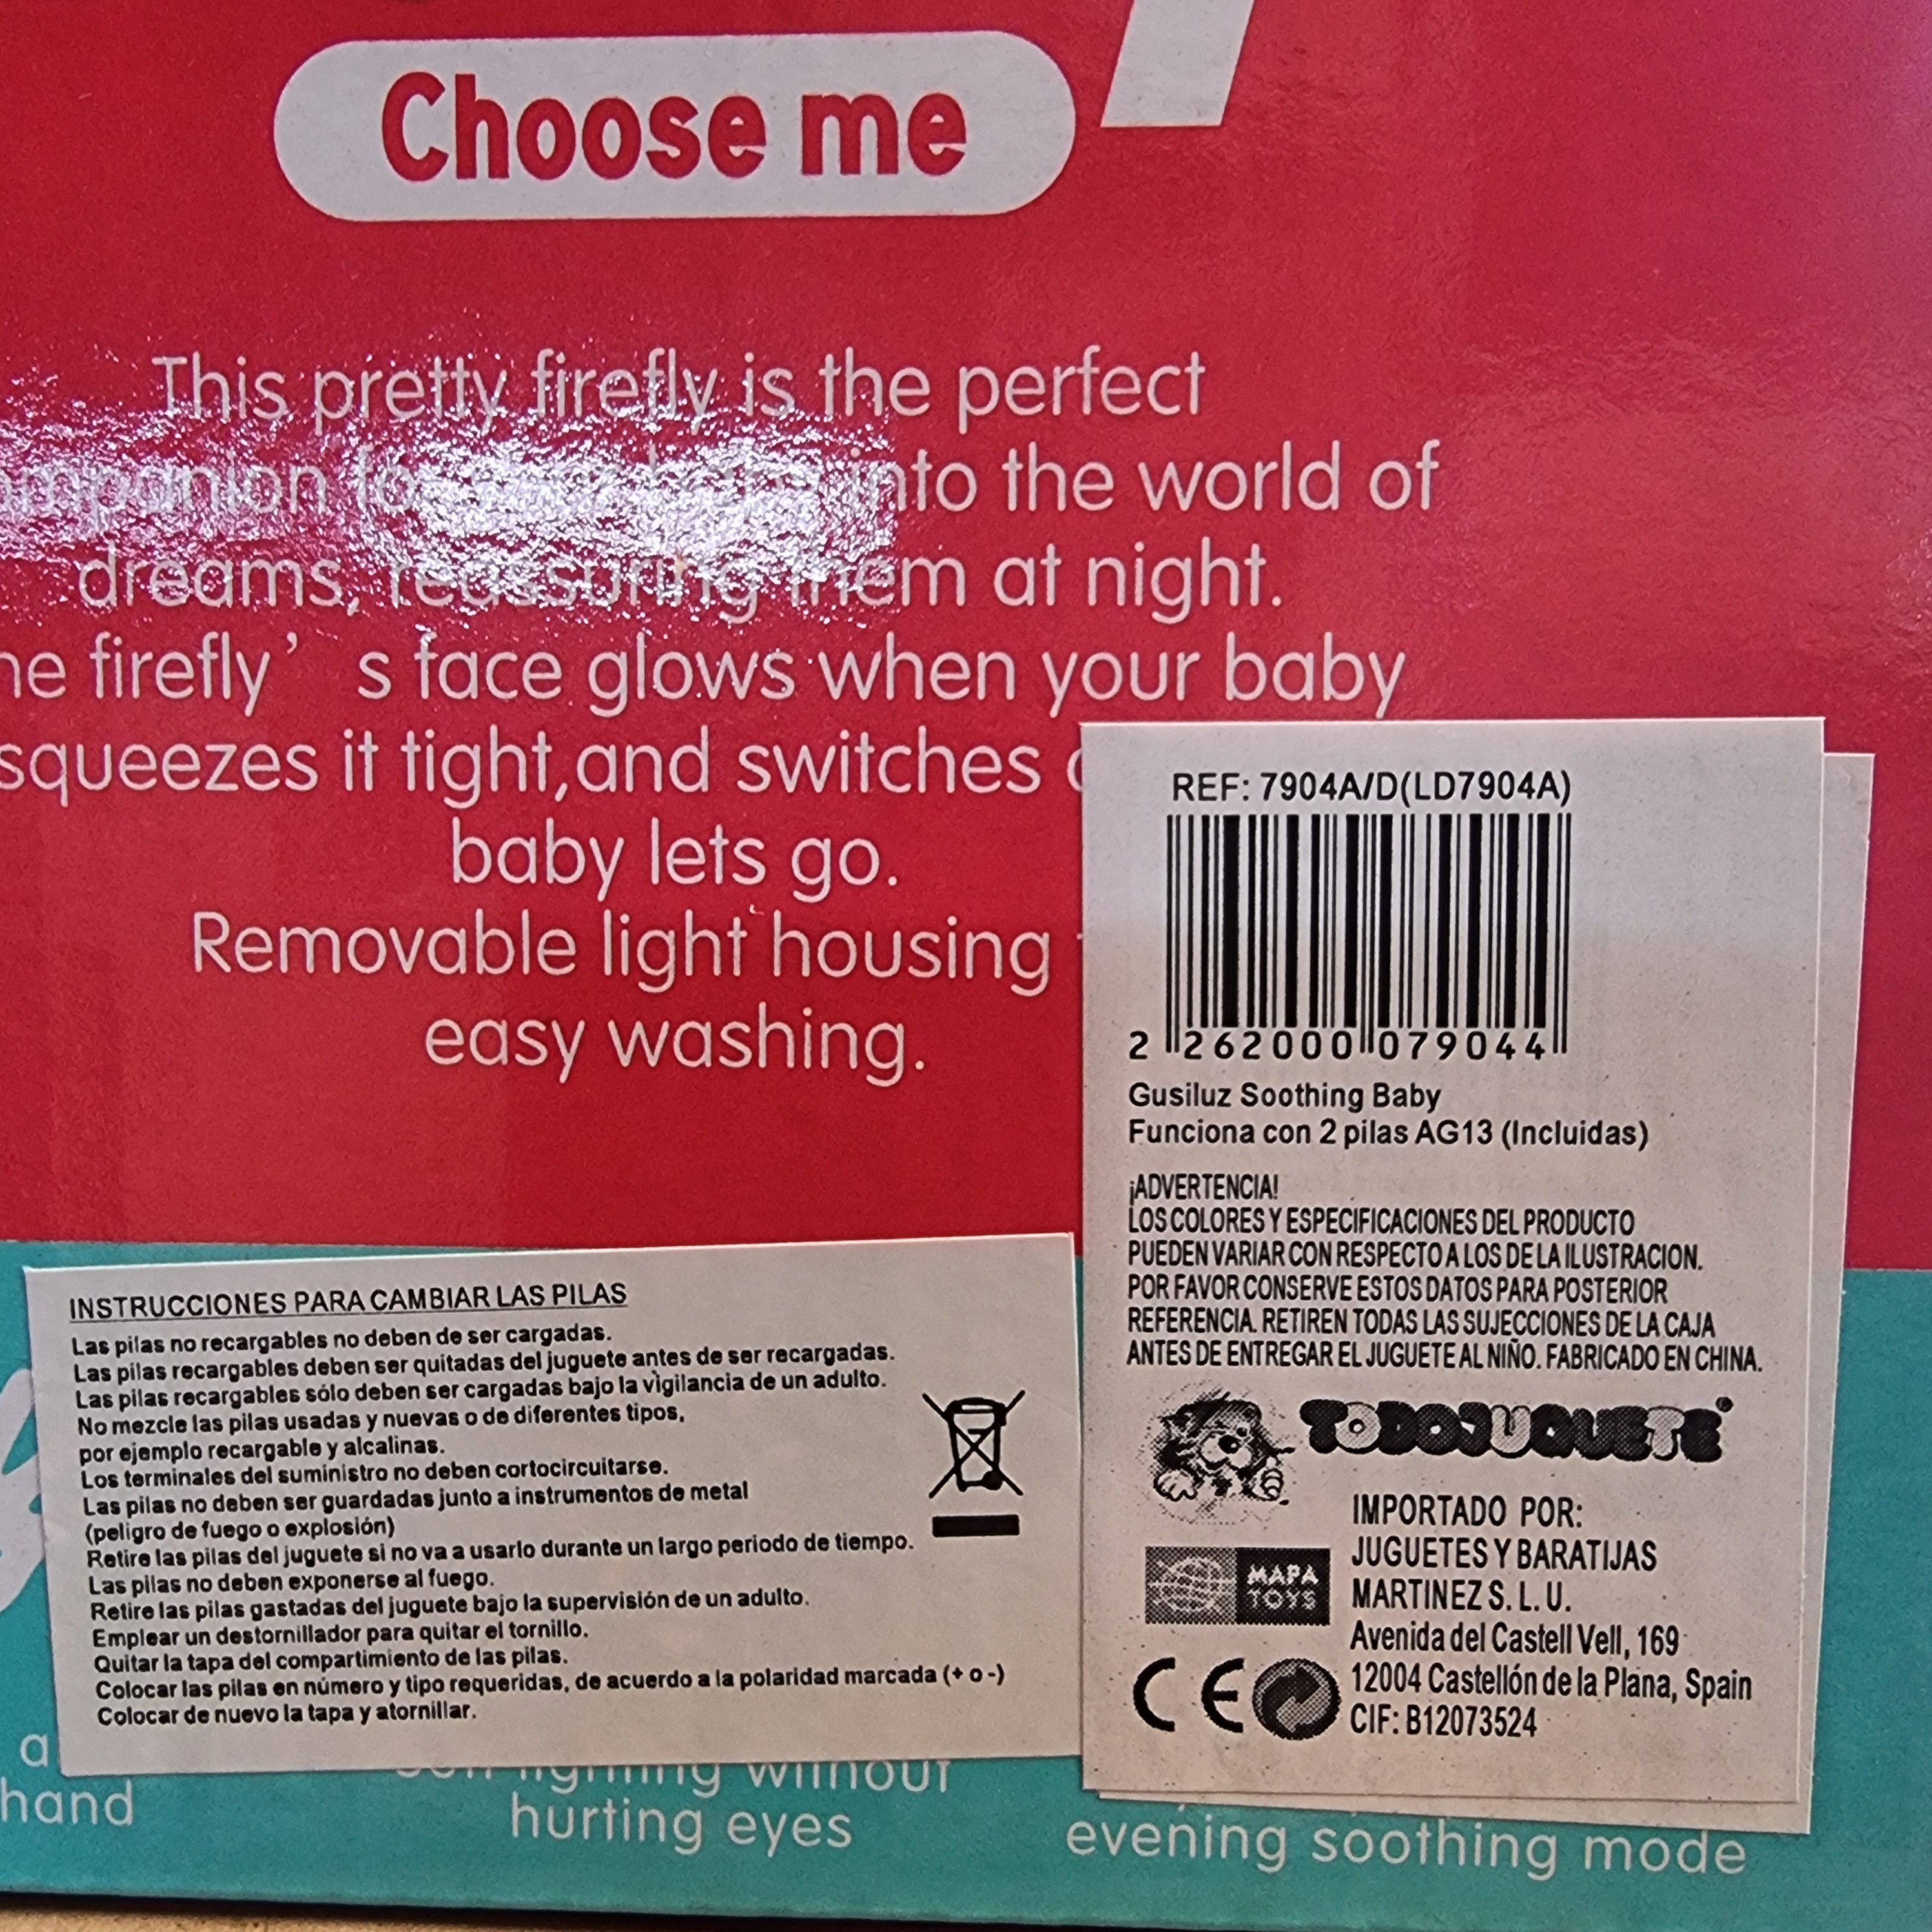 Choose me
This pretty firefly is the perfect
into the world of
dreams, reassuring them at night.
he firefly’ s face glows when your baby
squeezes it tight,and switches
baby lets go.
Removable light housing
easy washing.
REF: 7904A/D(LD7904A)
2 262000 079044
Gusiluz Soothing Baby
Funciona con 2 pilas AG13 (Incluidas)
¡ADVERTENCIA!
LOS COLORES Y ESPECIFICACIONES DEL PRODUCTO
PUEDEN VARIAR CON RESPECTO A LOS DE LA ILUSTRACION.
POR FAVOR CONSERVE ESTOS DATOS PARA POSTERIOR
REFERENCIA. RETIREN TODAS LAS SUJECCIONES DE LA CAJA
ANTES DE ENTREGAR EL JUGUETE AL NIÑO. FABRICADO EN CHINA.
TODOJUGUETE®
MAPA
TOYS
IMPORTADO POR:
JUGUETES Y BARATIJAS
MARTINEZ S. L. U.
Avenida del Castell Vell, 169
12004 Castellón de la Plana, Spain
CIF: B12073524
CE
INSTRUCCIONES PARA CAMBIAR LAS PILAS
Las pilas no recargables no deben de ser cargadas.
Las pilas recargables deben ser quitadas del juguete antes de ser recargadas.
Las pilas recargables sólo deben ser cargadas bajo la vigilancia de un adulto.
No mezcle las pilas usadas y nuevas o de diferentes tipos,
por ejemplo recargable y alcalinas.
Los terminales del suministro no deben cortocircuitarse.
Las pilas no deben ser guardadas junto a instrumentos de metal
(peligro de fuego o explosión)
Retire las pilas del juguete si no va a usarlo durante un largo periodo de tiempo.
Las pilas no deben exponerse al fuego.
Retire las pilas gastadas del juguete bajo la supervisión de un adulto.
Emplear un destornillador para quitar el tornillo.
Quitar la tapa del compartimiento de las pilas.
Colocar las pilas en número y tipo requeridas, de acuerdo a la polaridad marcada (+ o -)
Colocar de nuevo la tapa y atornillar.
a
hand
lighting without
hurting eyes
evening soothing mode